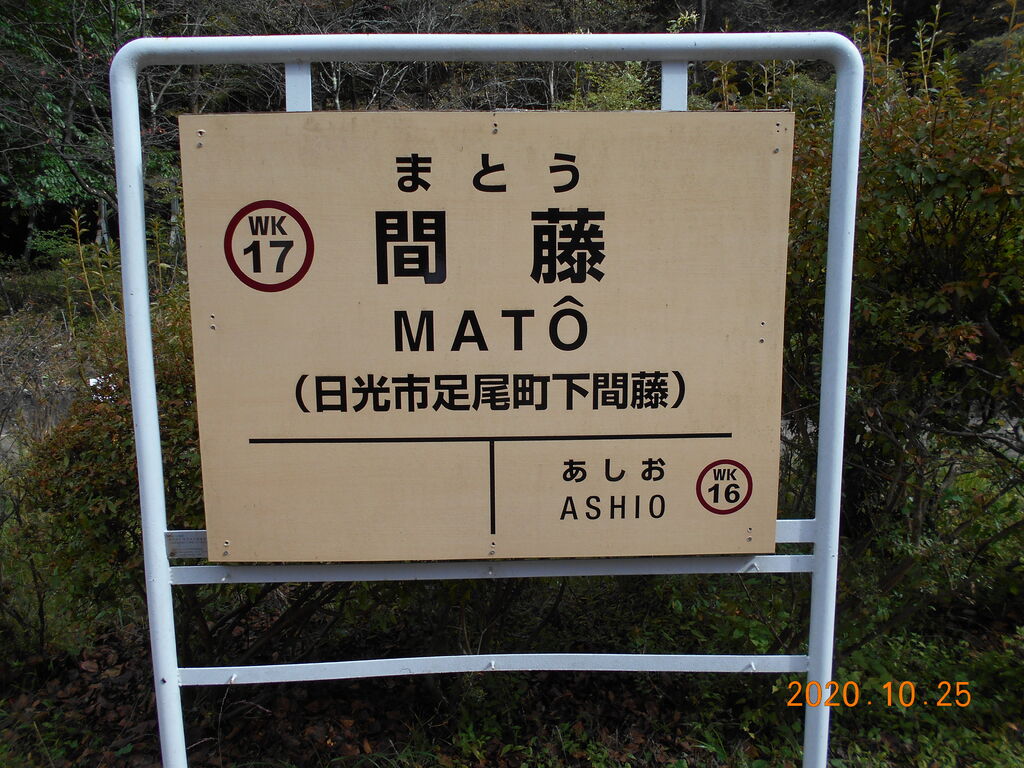 まとう
WK
17
間藤
MATÔ
（日光市足尾町下間藤）
あしお
ASHIO
WK
16
2020.10.25